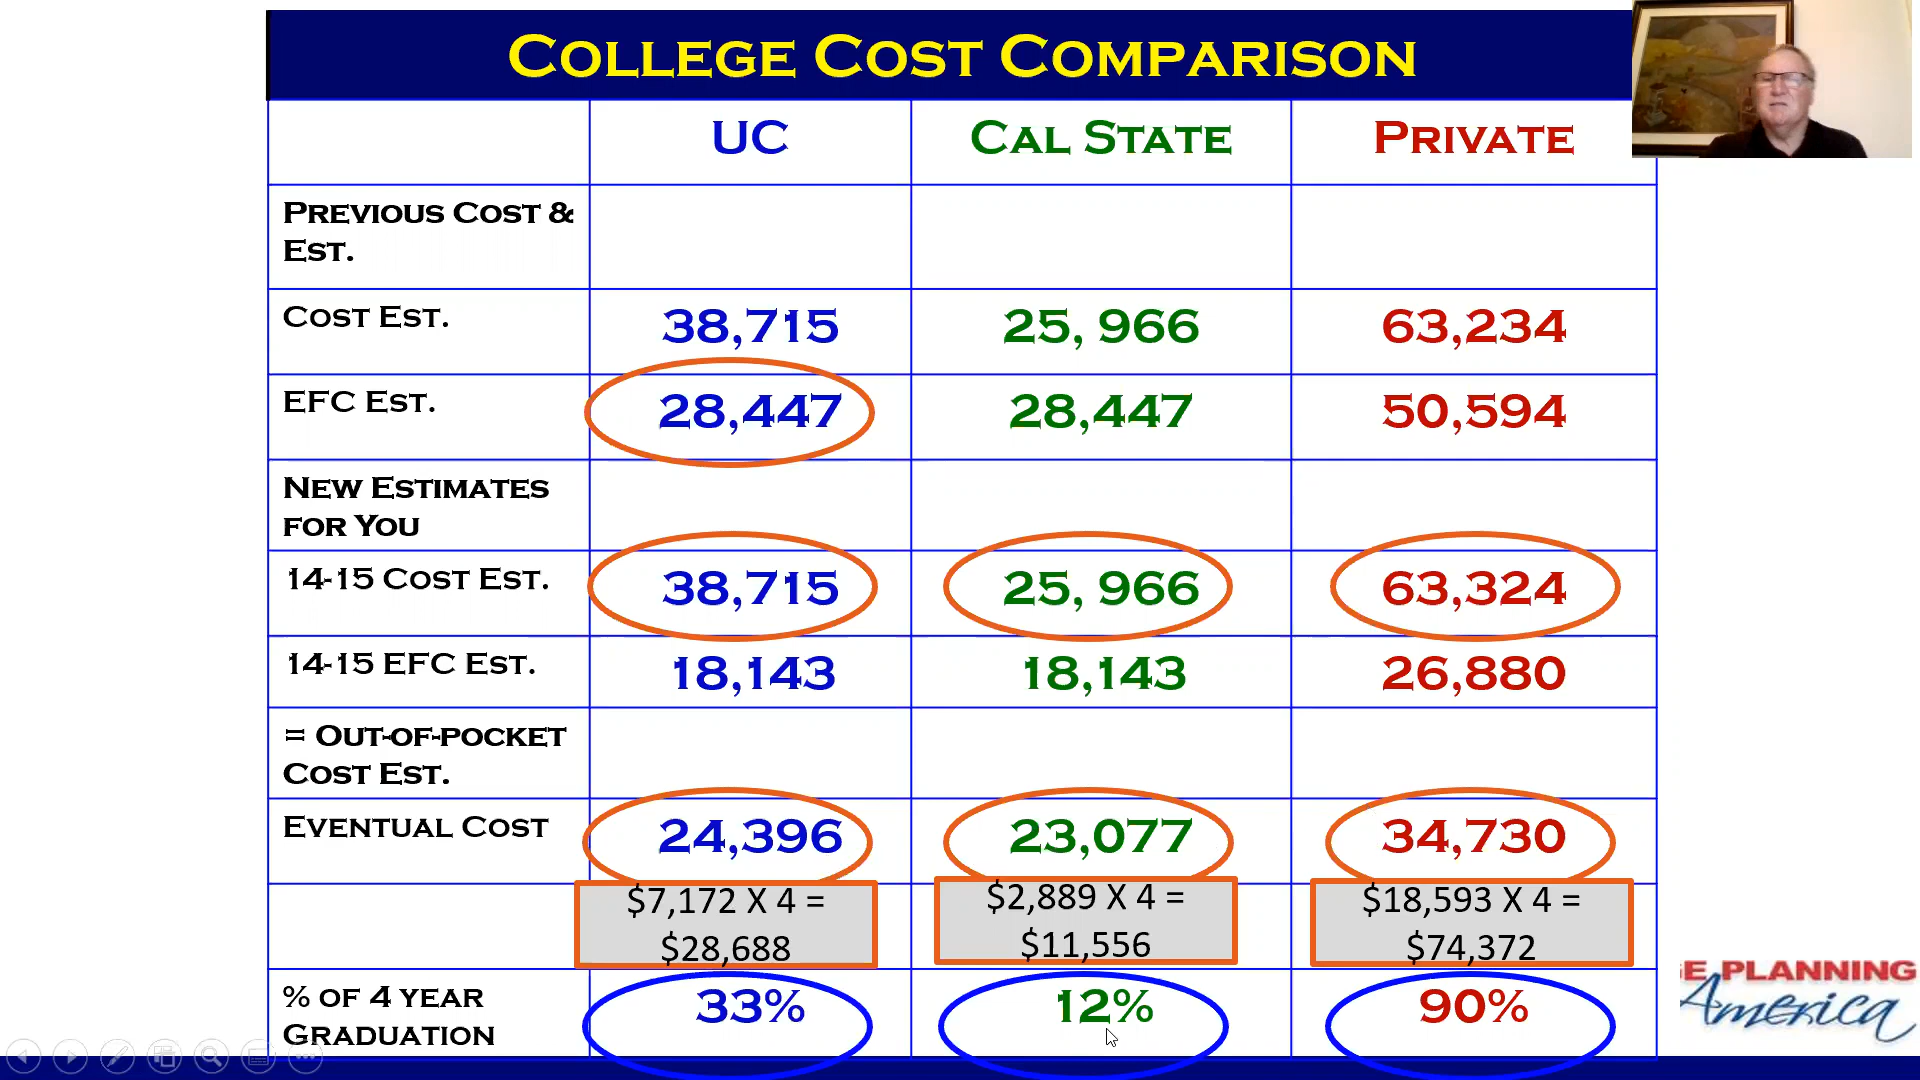 College Cost Comparison
UC
Cal State
Private
Previous Cost &
Est.
Cost Est.
38,715
25, 966
63,234
EFC Est.
28,447
28,447
50,594
New Estimates
for You
14-15 Cost Est.
38,715
25, 966
63,324
14-15 EFC Est.
18,143
18,143
26,880
= Out-of-pocket
Cost Est.
Eventual Cost
24,396
23,077
34,730
$7,172 X 4 =
$28,688
$2,889 X 4 =
$11,556
$18,593 X 4 =
$74,372
% of 4 year
Graduation
33%
12%
90%
E PLANNING
America